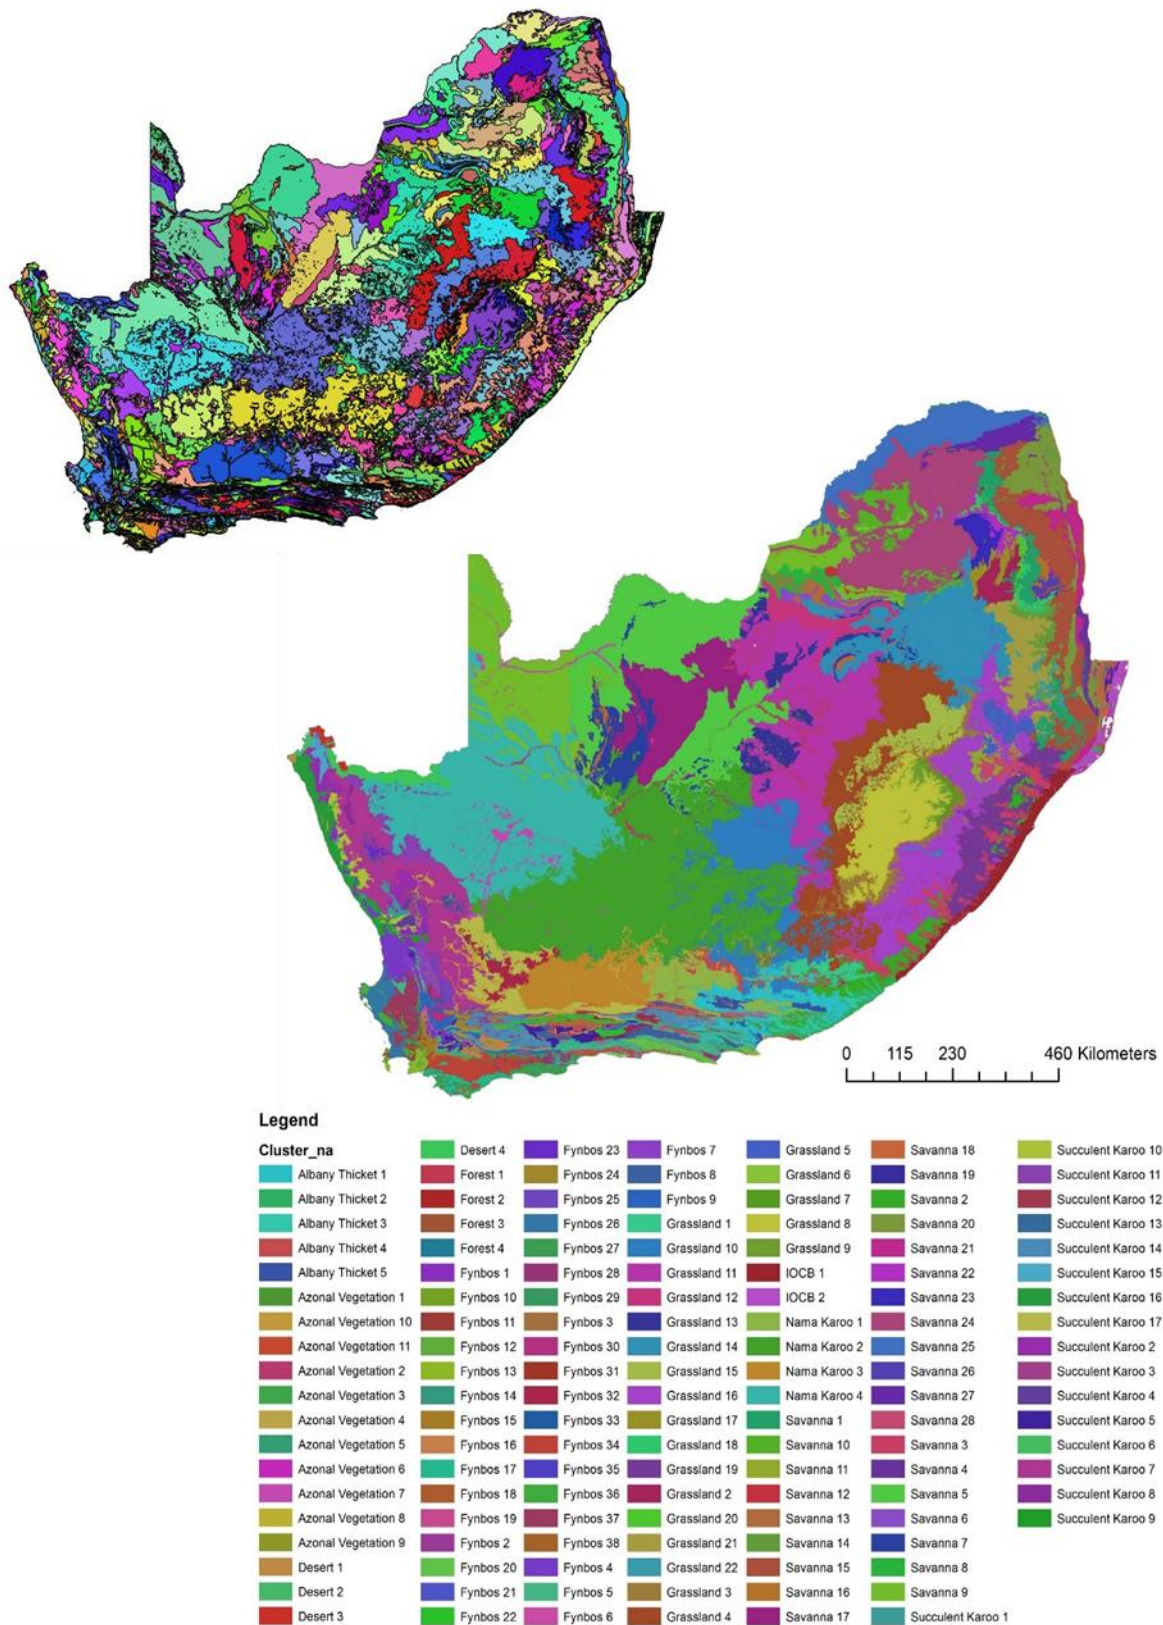 0 115 230 460 Kilometers
Legend
Cluster_na
Albany Thicket 1
Albany Thicket 2
Albany Thicket 3
Albany Thicket 4
Albany Thicket 5
Azonal Vegetation 1
Azonal Vegetation 10
Azonal Vegetation 11
Azonal Vegetation 2
Azonal Vegetation 3
Azonal Vegetation 4
Azonal Vegetation 5
Azonal Vegetation 6
Azonal Vegetation 7
Azonal Vegetation 8
Azonal Vegetation 9
Desert 1
Desert 2
Desert 3
Desert 4
Forest 1
Forest 2
Forest 3
Forest 4
Fynbos 1
Fynbos 10
Fynbos 11
Fynbos 12
Fynbos 13
Fynbos 14
Fynbos 15
Fynbos 16
Fynbos 17
Fynbos 18
Fynbos 19
Fynbos 2
Fynbos 20
Fynbos 21
Fynbos 22
Fynbos 23
Fynbos 24
Fynbos 25
Fynbos 26
Fynbos 27
Fynbos 28
Fynbos 29
Fynbos 3
Fynbos 30
Fynbos 31
Fynbos 32
Fynbos 33
Fynbos 34
Fynbos 35
Fynbos 36
Fynbos 37
Fynbos 38
Fynbos 4
Fynbos 5
Fynbos 6
Fynbos 7
Fynbos 8
Fynbos 9
Grassland 1
Grassland 10
Grassland 11
Grassland 12
Grassland 13
Grassland 14
Grassland 15
Grassland 16
Grassland 17
Grassland 18
Grassland 19
Grassland 2
Grassland 20
Grassland 21
Grassland 22
Grassland 3
Grassland 4
Grassland 5
Grassland 6
Grassland 7
Grassland 8
Grassland 9
IOCB 1
IOCB 2
Nama Karoo 1
Nama Karoo 2
Nama Karoo 3
Nama Karoo 4
Savanna 1
Savanna 10
Savanna 11
Savanna 12
Savanna 13
Savanna 14
Savanna 15
Savanna 16
Savanna 17
Savanna 18
Savanna 19
Savanna 2
Savanna 20
Savanna 21
Savanna 22
Savanna 23
Savanna 24
Savanna 25
Savanna 26
Savanna 27
Savanna 28
Savanna 3
Savanna 4
Savanna 5
Savanna 6
Savanna 7
Savanna 8
Savanna 9
Succulent Karoo 1
Succulent Karoo 10
Succulent Karoo 11
Succulent Karoo 12
Succulent Karoo 13
Succulent Karoo 14
Succulent Karoo 15
Succulent Karoo 16
Succulent Karoo 17
Succulent Karoo 2
Succulent Karoo 3
Succulent Karoo 4
Succulent Karoo 5
Succulent Karoo 6
Succulent Karoo 7
Succulent Karoo 8
Succulent Karoo 9